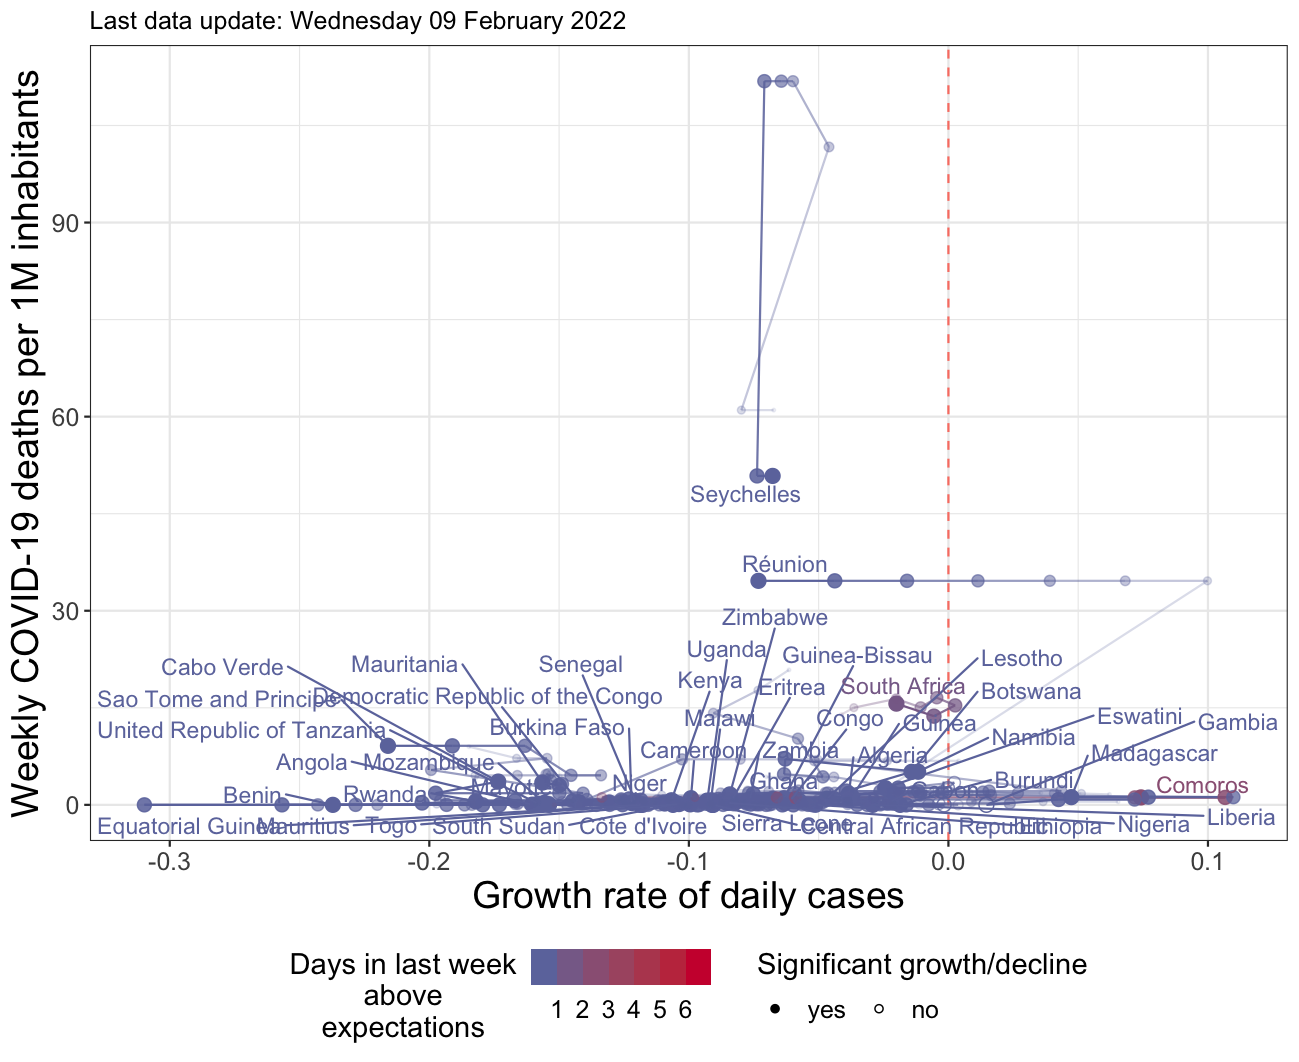 Last data update: Wednesday 09 February 2022
Weekly COVID-19 deaths per 1M inhabitants
90
60
30
0
Seychelles
Réunion
Zimbabwe
Uganda
Guinea-Bissau
Lesotho
Cabo Verde
Mauritania
Senegal
Kenya
Eritrea
South Africa
Botswana
Sao Tome and Principe
Democratic Republic of the Congo
Malawi
Congo
Guinea
Eswatini
Gambia
United Republic of Tanzania
Burkina Faso
Namibia
Cameroon
Zambia
Algeria
Madagascar
Angola
Mozambique
Niger
Ghana
Burundi
Comoros
Benin
Rwanda
Mayotte
Liberia
Equatorial Guinea
Mauritius
Togo
South Sudan
Côte d'Ivoire
Sierra Leone
Central African Republic
Ethiopia
Nigeria
-0.3
-0.2
-0.1
0.0
0.1
Growth rate of daily cases
Days in last week
above
expectations
1 2 3 4 5 6
Significant growth/decline
yes
no